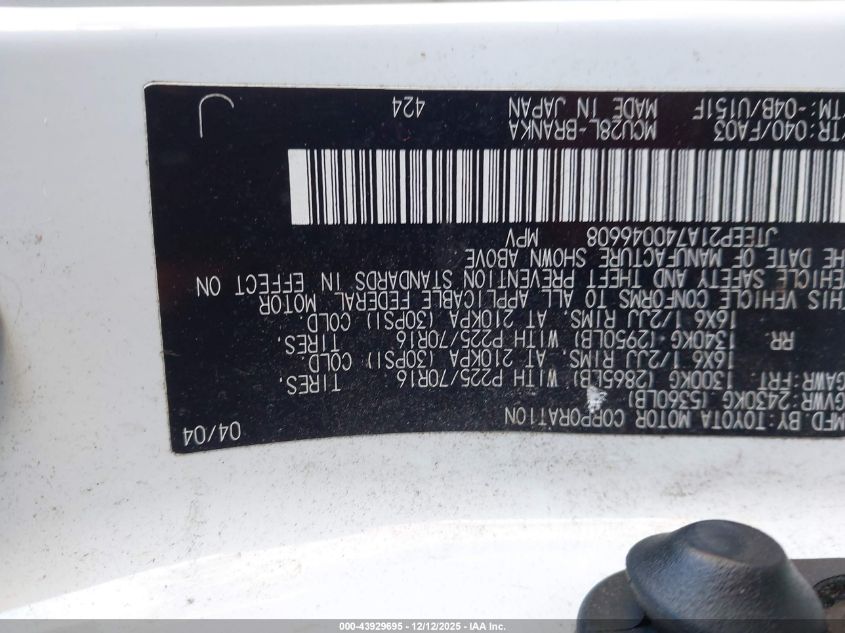 MFD. BY: TOYOTA MOTOR CORPORATION 04/04
GVWR: 2430KG (5360LB)
GAWR: FRT 1300KG (2865LB) WITH P225/70R16 TIRES.
16X6 1/2JJ RIMS, AT 210KPA (30PSI) COLD
RR 1340KG (2950LB) WITH P225/70R16 TIRES.
16X6 1/2JJ RIMS, AT 210KPA (30PSI) COLD
THIS VEHICLE CONFORMS TO ALL APPLICABLE FEDERAL MOTOR
VEHICLE SAFETY AND THEFT PREVENTION STANDARDS IN EFFECT ON
THE DATE OF MANUFACTURE SHOWN ABOVE
JTEEP21A740046608 MPV
/TR: 040/FA03 MCU28L-BRANKA
/TM: -04B/U151F MADE IN JAPAN 424
000-43929695 - 12/12/2025 - IAA Inc.